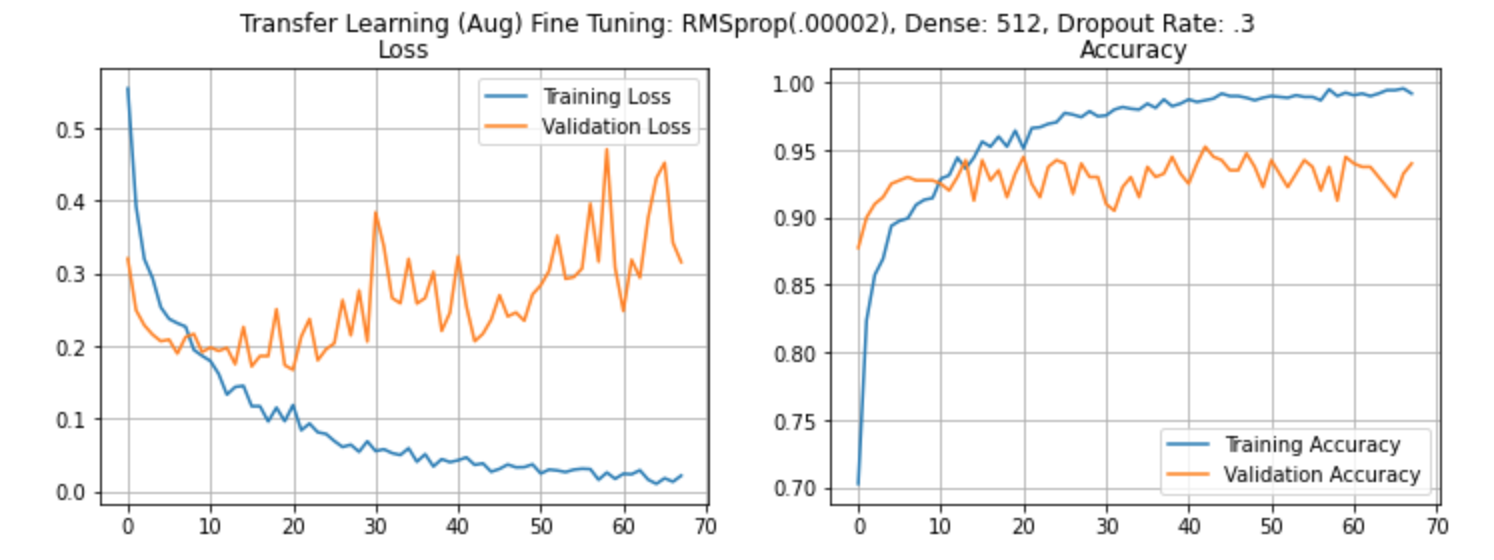 Transfer Learning (Aug) Fine Tuning: RMSprop(.00002), Dense: 512, Dropout Rate: .3
Loss
Training Loss
Validation Loss
0.5
0.4
0.3
0.2
0.1
0.0
0 10 20 30 40 50 60 70
Accuracy
1.00
0.95
0.90
0.85
0.80
0.75
0.70
Training Accuracy
Validation Accuracy
0 10 20 30 40 50 60 70